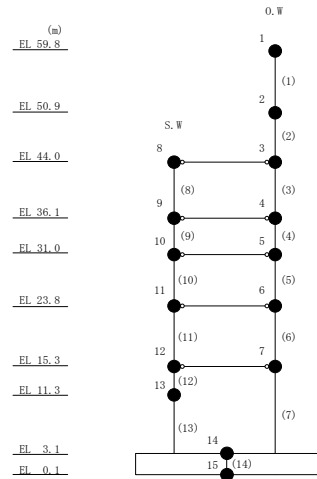 O.W
(m)
EL 59.8
1
(1)
EL 50.9
2
S.W
(2)
EL 44.0
8
3
(8)
(3)
EL 36.1
9
4
(9)
(4)
EL 31.0
10
5
(10)
(5)
EL 23.8
11
6
(11)
(6)
EL 15.3
12
7
(12)
EL 11.3
13
(7)
(13)
14
EL 3.1
15
(14)
EL 0.1